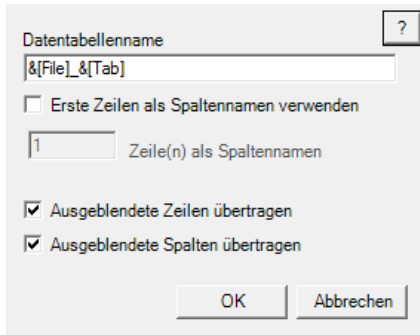 ?
Datentabellenname
&[File]_&[Tab]
Erste Zeilen als Spaltennamen verwenden
1 Zeile(n) als Spaltennamen
Ausgeblendete Zeilen übertragen
Ausgeblendete Spalten übertragen
OK Abbrechen